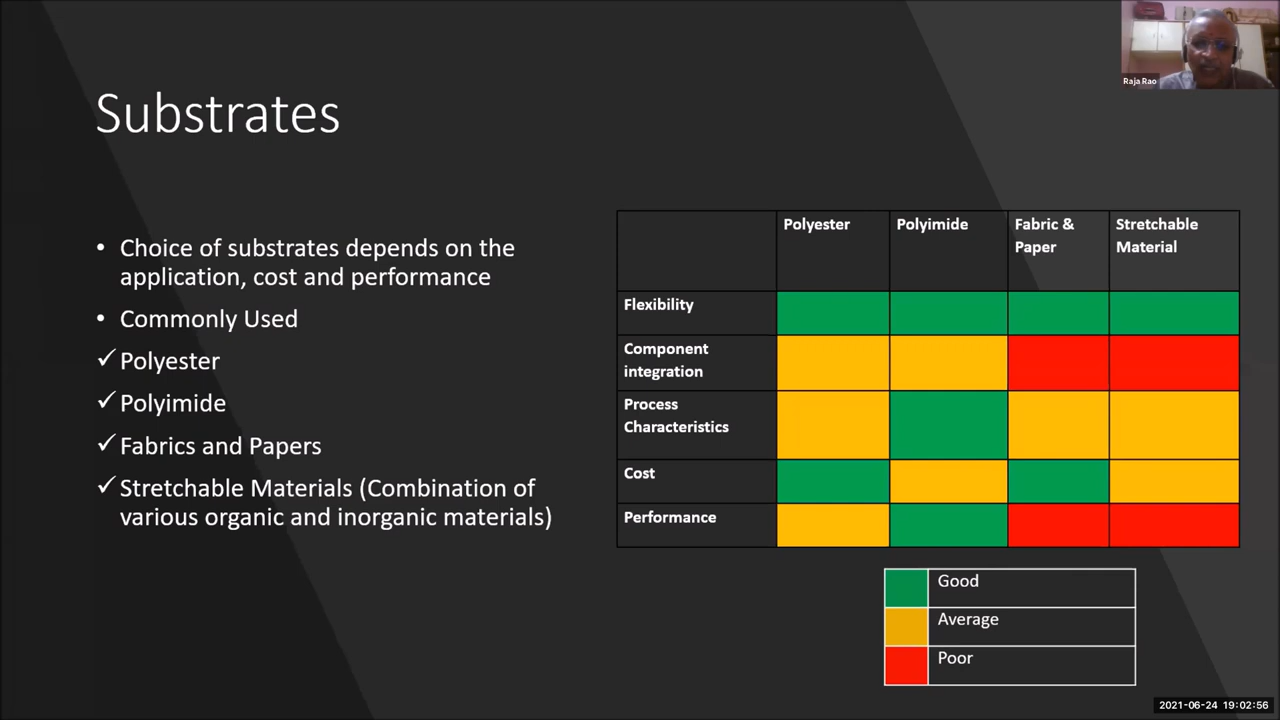 Raja Rao
Substrates
• Choice of substrates depends on the
application, cost and performance
• Commonly Used
✓ Polyester
✓ Polyimide
✓ Fabrics and Papers
✓ Stretchable Materials (Combination of
various organic and inorganic materials)
Polyester Polyimide Fabric & Stretchable
Paper Material
Flexibility
Component
integration
Process
Characteristics
Cost
Performance
Good
Average
Poor
2021-06-24 19:02:56